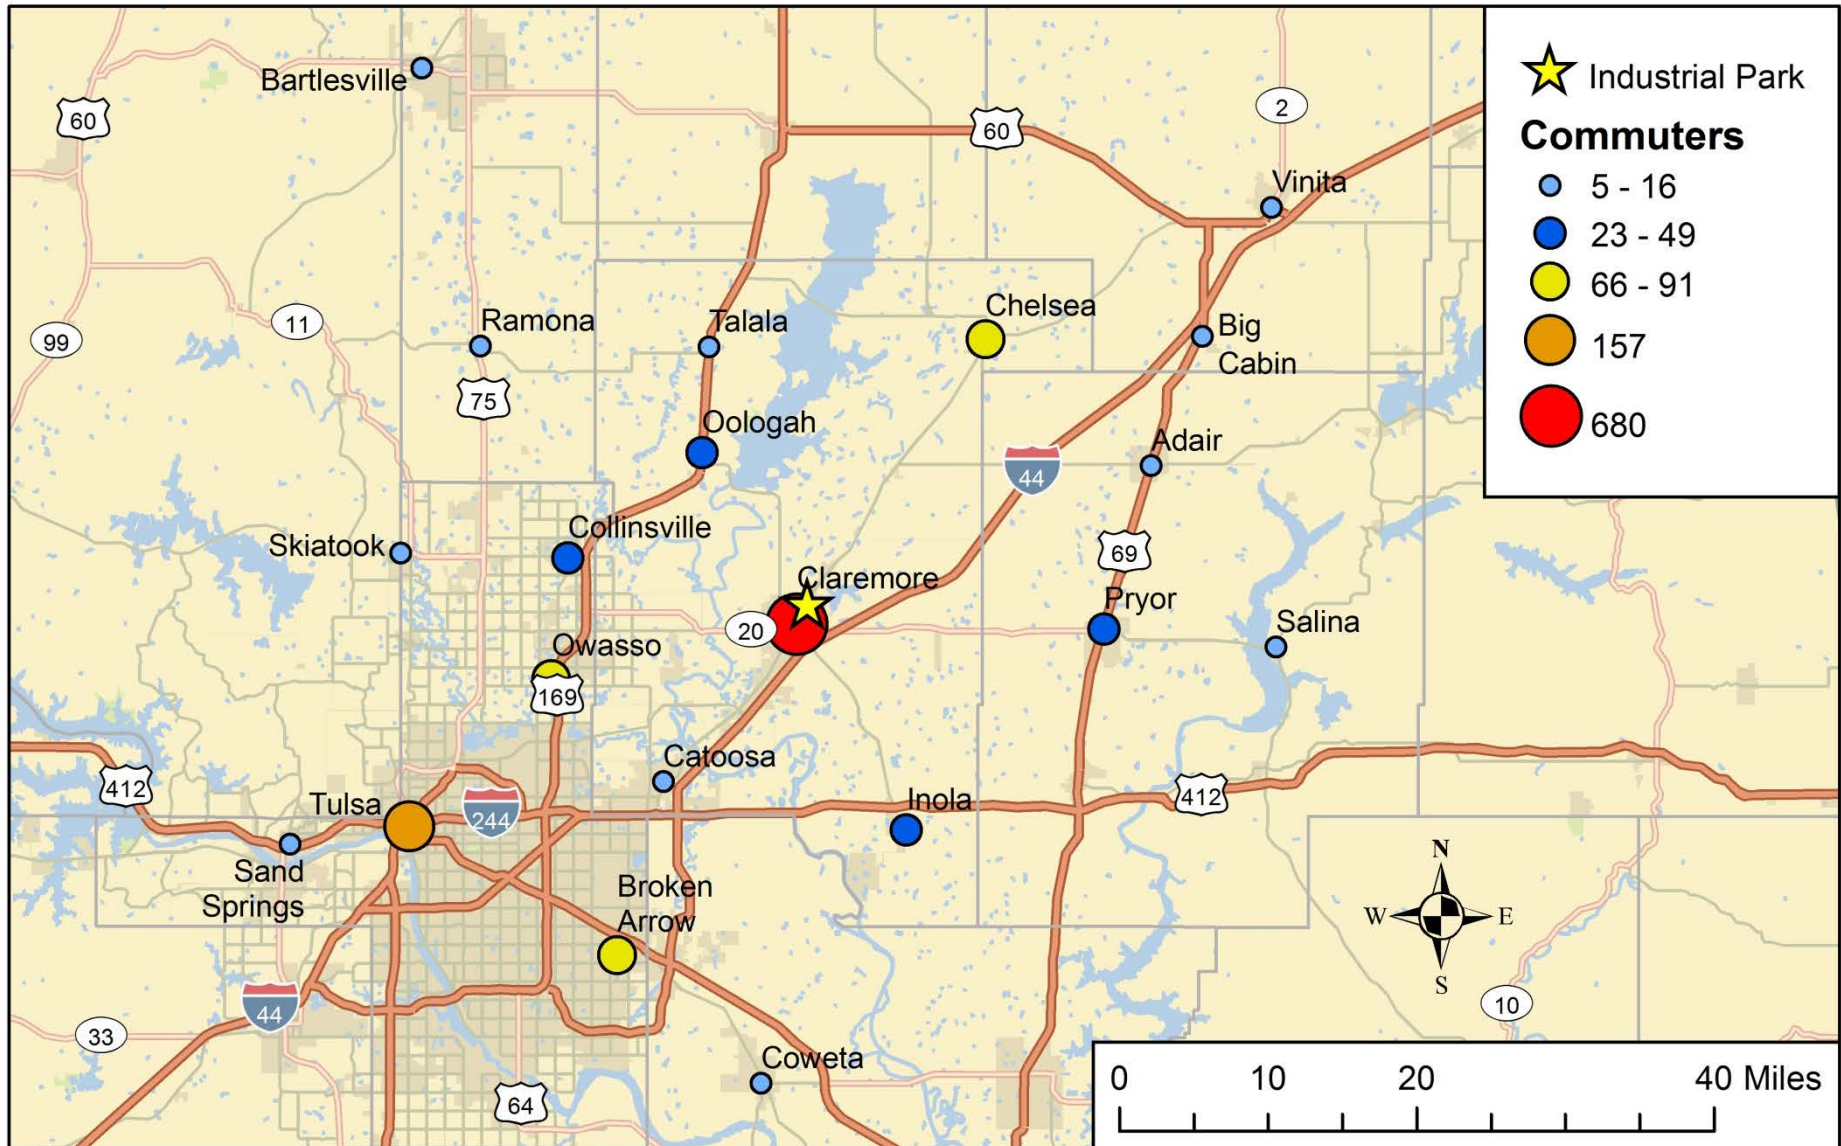 Industrial Park
Commuters
5 - 16
23 - 49
66 - 91
157
680
Bartlesville
60
60
2
Vinita
Chelsea
Ramona
Talala
11
99
Big
Cabin
75
Oologah
Adair
44
Collinsville
Skiatook
69
Claremore
Pryor
20
Salina
Owasso
169
Catoosa
412
412
Tulsa
244
Inola
Sand
Springs
Broken
Arrow
N
W
E
S
44
33
10
Coweta
64
0 10 20 40 Miles